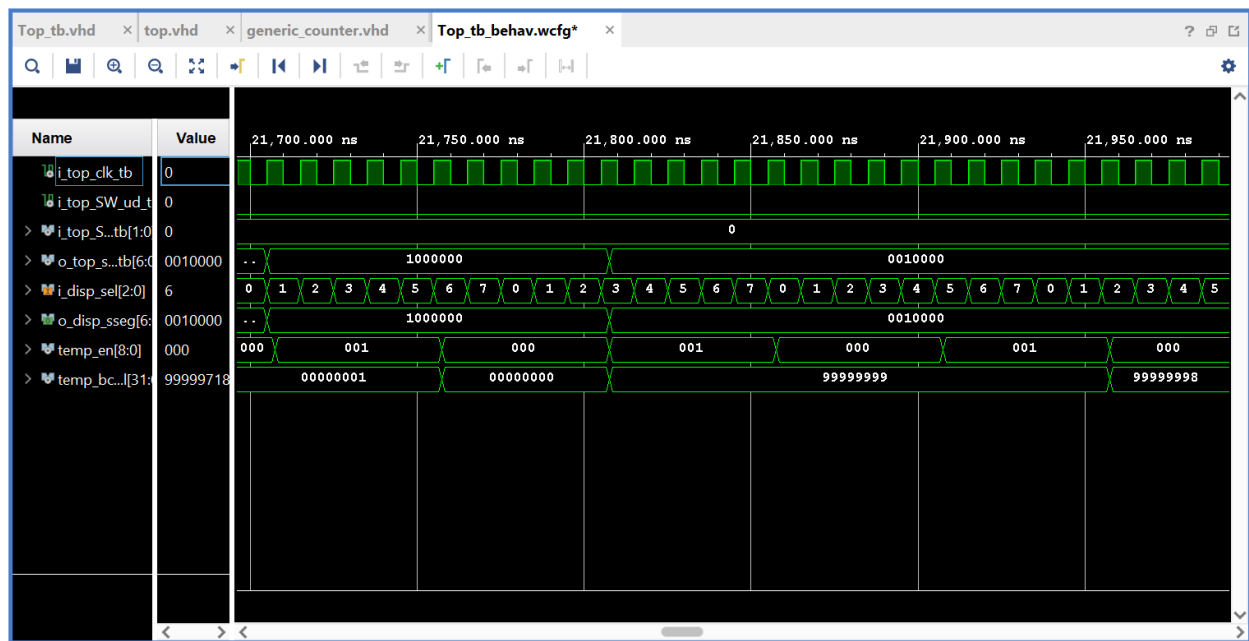 Top_tb.vhd × top.vhd × generic_counter.vhd × Top_tb_behav.wcfg* ×
?
Name Value
21,700.000 ns 21,750.000 ns 21,800.000 ns 21,850.000 ns 21,900.000 ns 21,950.000 ns
i_top_clk_tb 0
i_top_SW_ud_t 0
i_top_S...tb[1:0 0 0
o_top_s...tb[6:0 0010000 .. 1000000 0010000
i_disp_sel[2:0] 6 0 1 2 3 4 5 6 7 0 1 2 3 4 5 6 7 0 1 2 3 4 5 6 7 0 1 2 3 4 5
o_disp_sseg[6: 0010000 .. 1000000 0010000
temp_en[8:0] 000 000 001 000 001 000 001 000
temp_bc...l[31:0 99999718 00000001 00000000 99999999 99999998